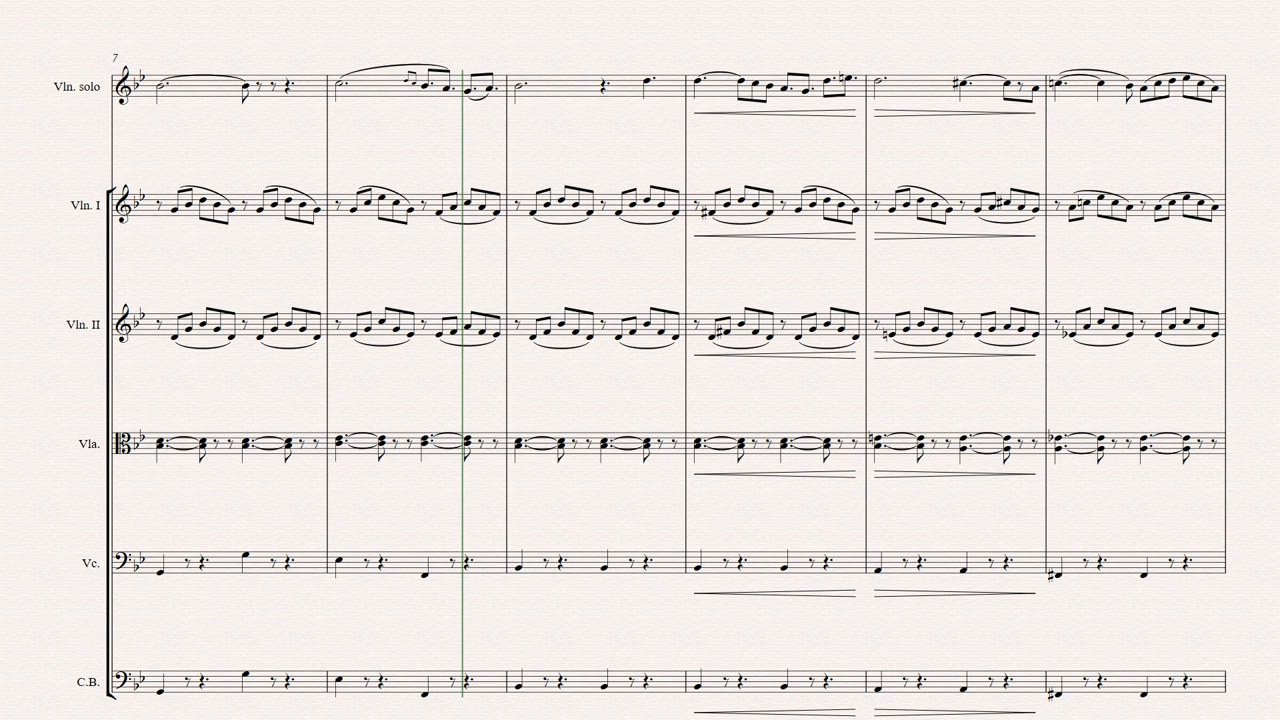 7
Vln. solo
Vln. I
Vln. II
Vla.
Vc.
C.B.